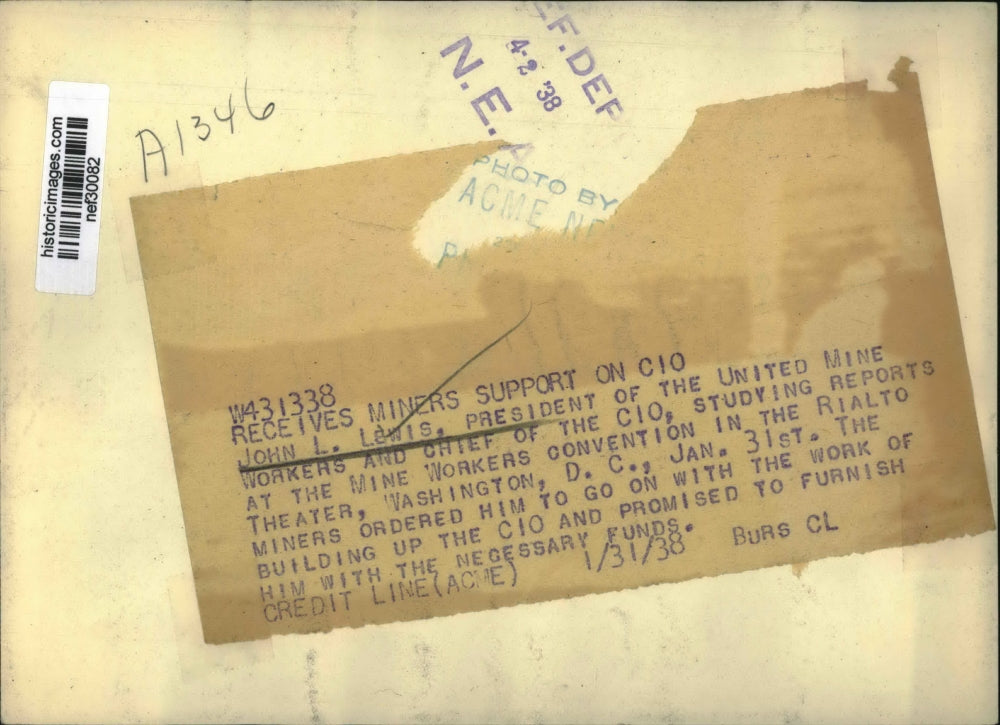 historicimages.com
nef30082
A1346
EF.DEP
4-2 '38
N.E.A
PHOTO BY
ACME NE
W431338
RECEIVES MINERS SUPPORT ON CIO
JOHN L. LEWIS, PRESIDENT OF THE UNITED MINE
WORKERS AND CHIEF OF THE CIO, STUDYING REPORTS
AT THE MINE WORKERS CONVENTION IN THE RIALTO
THEATER, WASHINGTON, D. C., JAN. 31ST. THE
MINERS ORDERED HIM TO GO ON WITH THE WORK OF
BUILDING UP THE CIO AND PROMISED TO FURNISH
HIM WITH THE NECESSARY FUNDS.
CREDIT LINE(ACME) 1/31/38 BURS CL